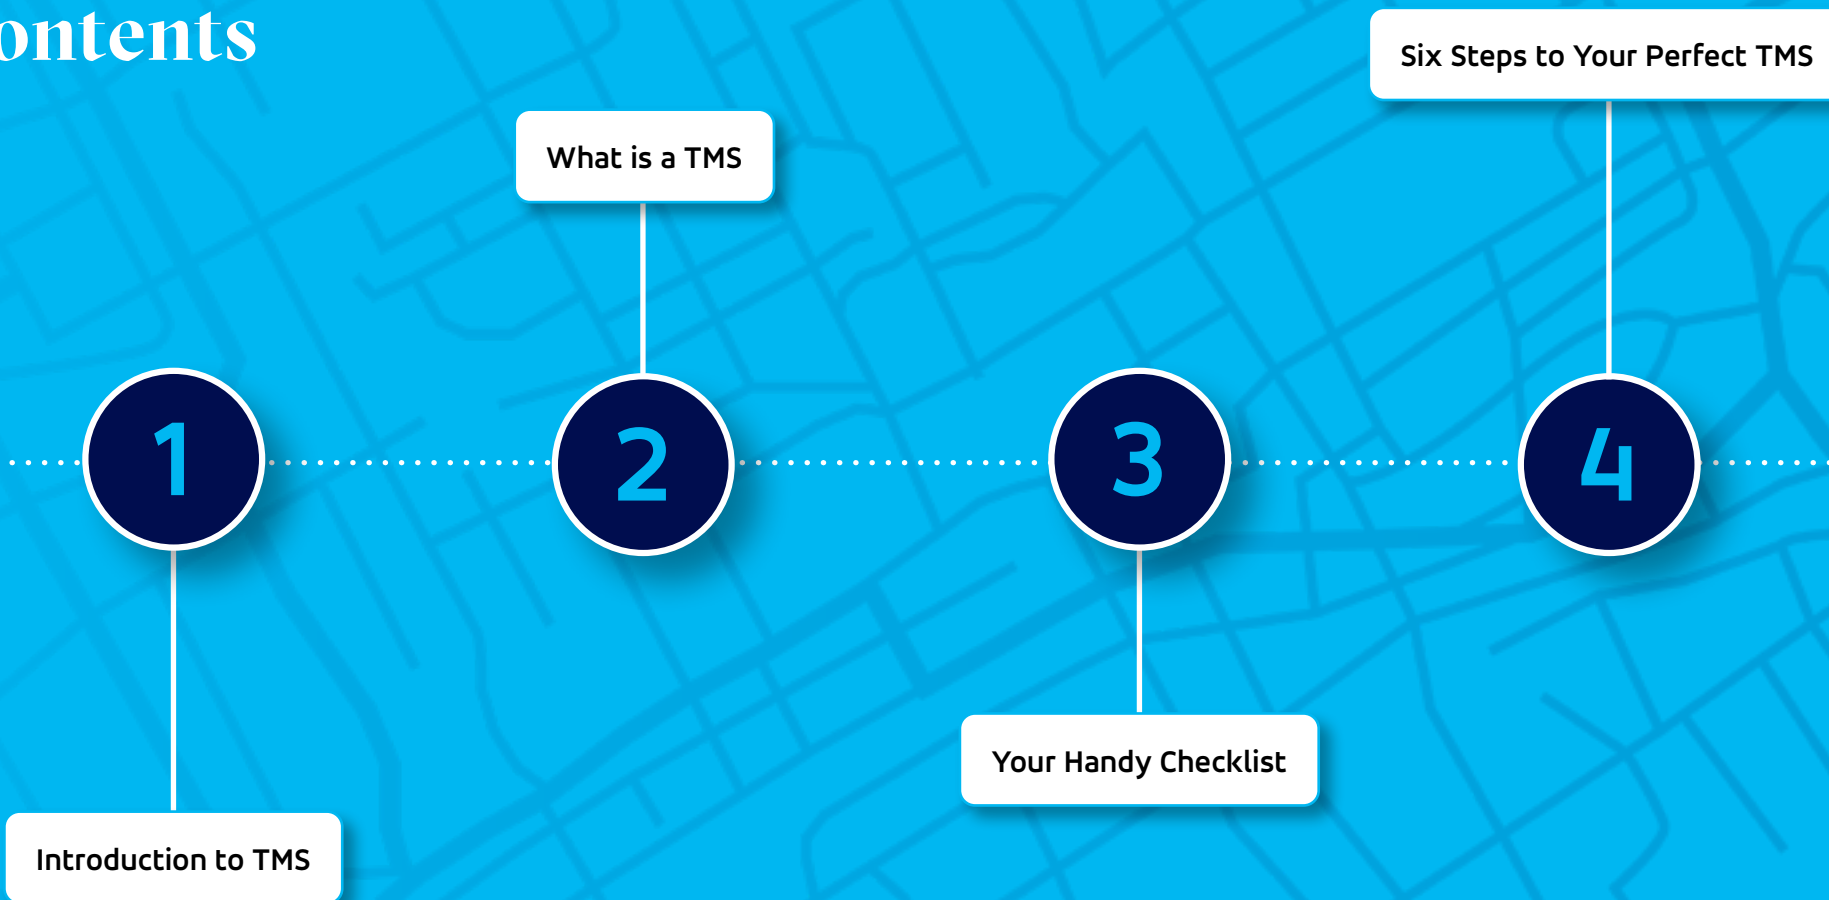 ontents
1
Introduction to TMS
2
What is a TMS
3
Your Handy Checklist
4
Six Steps to Your Perfect TMS